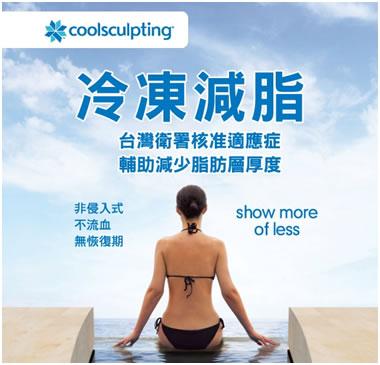 coolsculpting
冷凍減脂
台灣衛署核准適應症
輔助減少脂肪層厚度
非侵入式
不流血
無恢復期
show more
of less